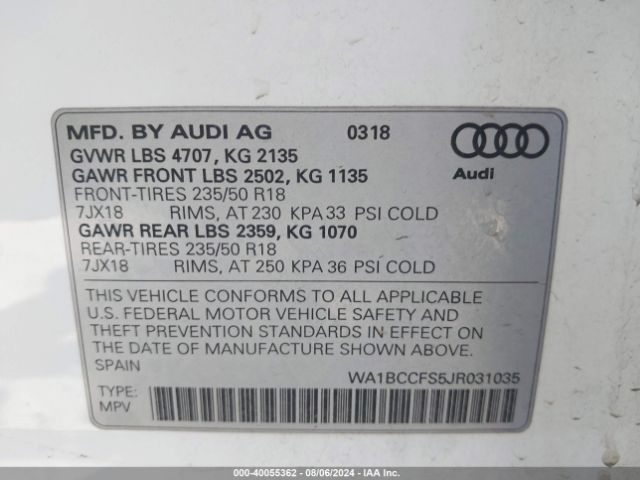 MFD. BY AUDI AG 0318
GVWR LBS 4707, KG 2135
GAWR FRONT LBS 2502, KG 1135
Audi
FRONT-TIRES 235/50 R18
7JX18 RIMS, AT 230 KPA 33 PSI COLD
GAWR REAR LBS 2359, KG 1070
REAR-TIRES 235/50 R18
7JX18 RIMS, AT 250 KPA 36 PSI COLD
THIS VEHICLE CONFORMS TO ALL APPLICABLE
U.S. FEDERAL MOTOR VEHICLE SAFETY AND
THEFT PREVENTION STANDARDS IN EFFECT ON
THE DATE OF MANUFACTURE SHOWN ABOVE.
SPAIN
WA1BCCFS5JR031035
TYPE:
MPV
000-40055362 - 08/06/2024 - IAA Inc.